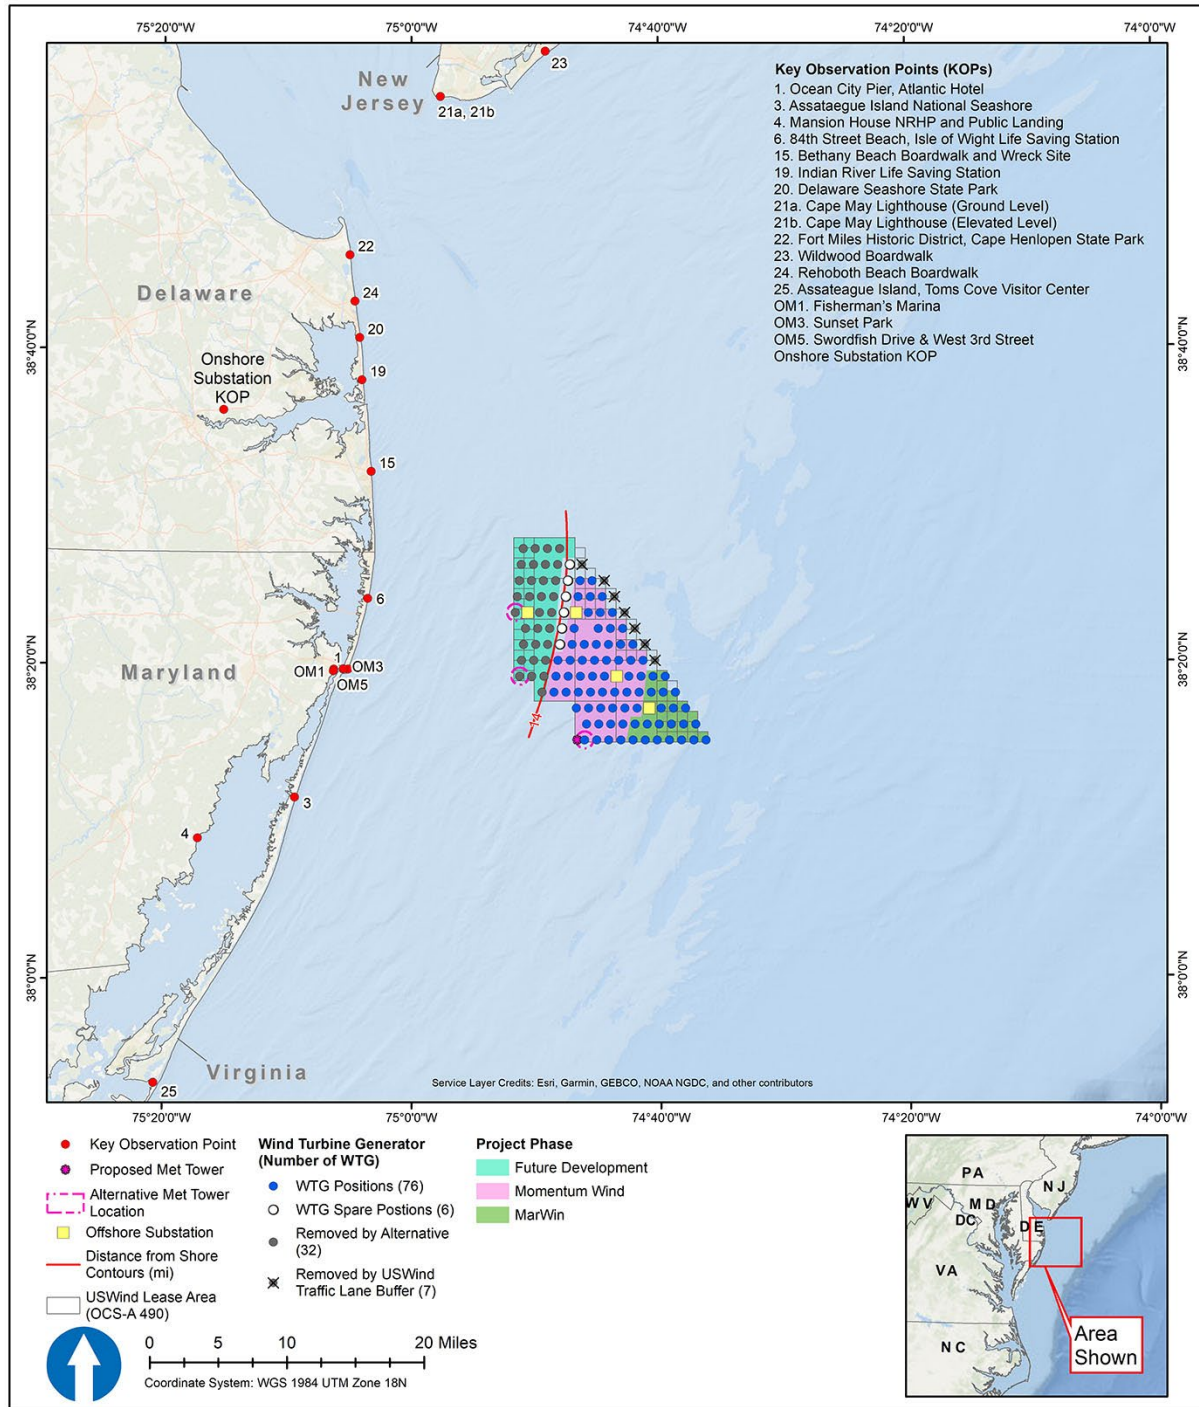 75°20'0"W
75°0'0"W
74°40'0"W
74°20'0"W
74°0'0"W
New
Jersey
23
21a, 21b
Key Observation Points (KOPs)
1. Ocean City Pier, Atlantic Hotel
3. Assataegue Island National Seashore
4. Mansion House NRHP and Public Landing
6. 84th Street Beach, Isle of Wight Life Saving Station
15. Bethany Beach Boardwalk and Wreck Site
19. Indian River Life Saving Station
20. Delaware Seashore State Park
21a. Cape May Lighthouse (Ground Level)
21b. Cape May Lighthouse (Elevated Level)
22. Fort Miles Historic District, Cape Henlopen State Park
23. Wildwood Boardwalk
24. Rehoboth Beach Boardwalk
25. Assateague Island, Toms Cove Visitor Center
OM1. Fisherman's Marina
OM3. Sunset Park
OM5. Swordfish Drive & West 3rd Street
Onshore Substation KOP
22
Delaware
24
20
38°40'0"N
38°40'0"N
Onshore
Substation
KOP
19
15
6
Maryland
1
OM1
OM3
OM5
38°20'0"N
38°20'0"N
14
3
4
38°0'0"N
38°0'0"N
Virginia
25
Service Layer Credits: Esri, Garmin, GEBCO, NOAA NGDC, and other contributors
75°20'0"W
75°0'0"W
74°40'0"W
74°20'0"W
74°0'0"W
Key Observation Point
Proposed Met Tower
Alternative Met Tower
Location
Offshore Substation
Distance from Shore
Contours (mi)
USWind Lease Area
(OCS-A 490)
Wind Turbine Generator
(Number of WTG)
WTG Positions (76)
WTG Spare Postions (6)
Removed by Alternative
(32)
Removed by USWind
Traffic Lane Buffer (7)
Project Phase
Future Development
Momentum Wind
MarWin
0 5 10 20 Miles
Coordinate System: WGS 1984 UTM Zone 18N
PA
NJ
WV
MD
DC
DE
VA
NC
Area
Shown